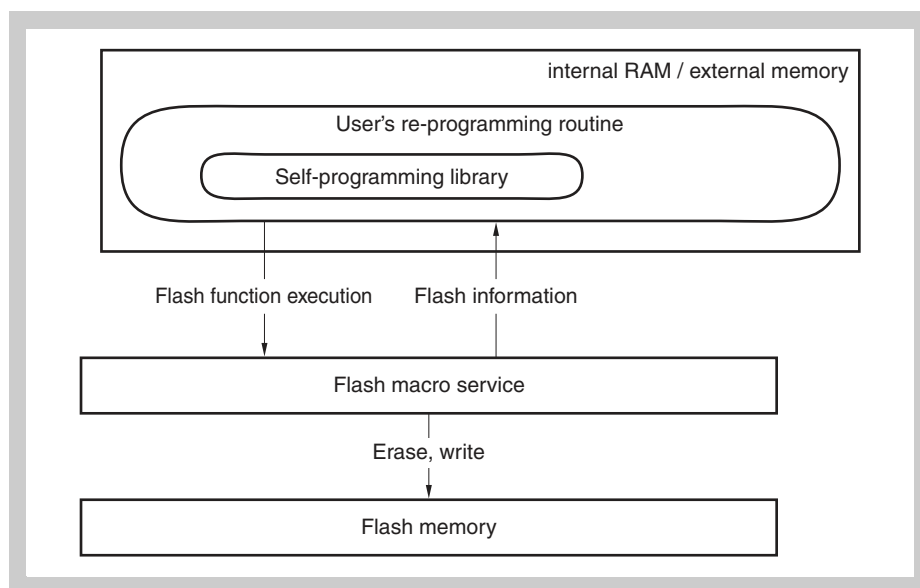 internal RAM / external memory
User's re-programming routine
Self-programming library
Flash function execution
Flash information
Flash macro service
Erase, write
Flash memory